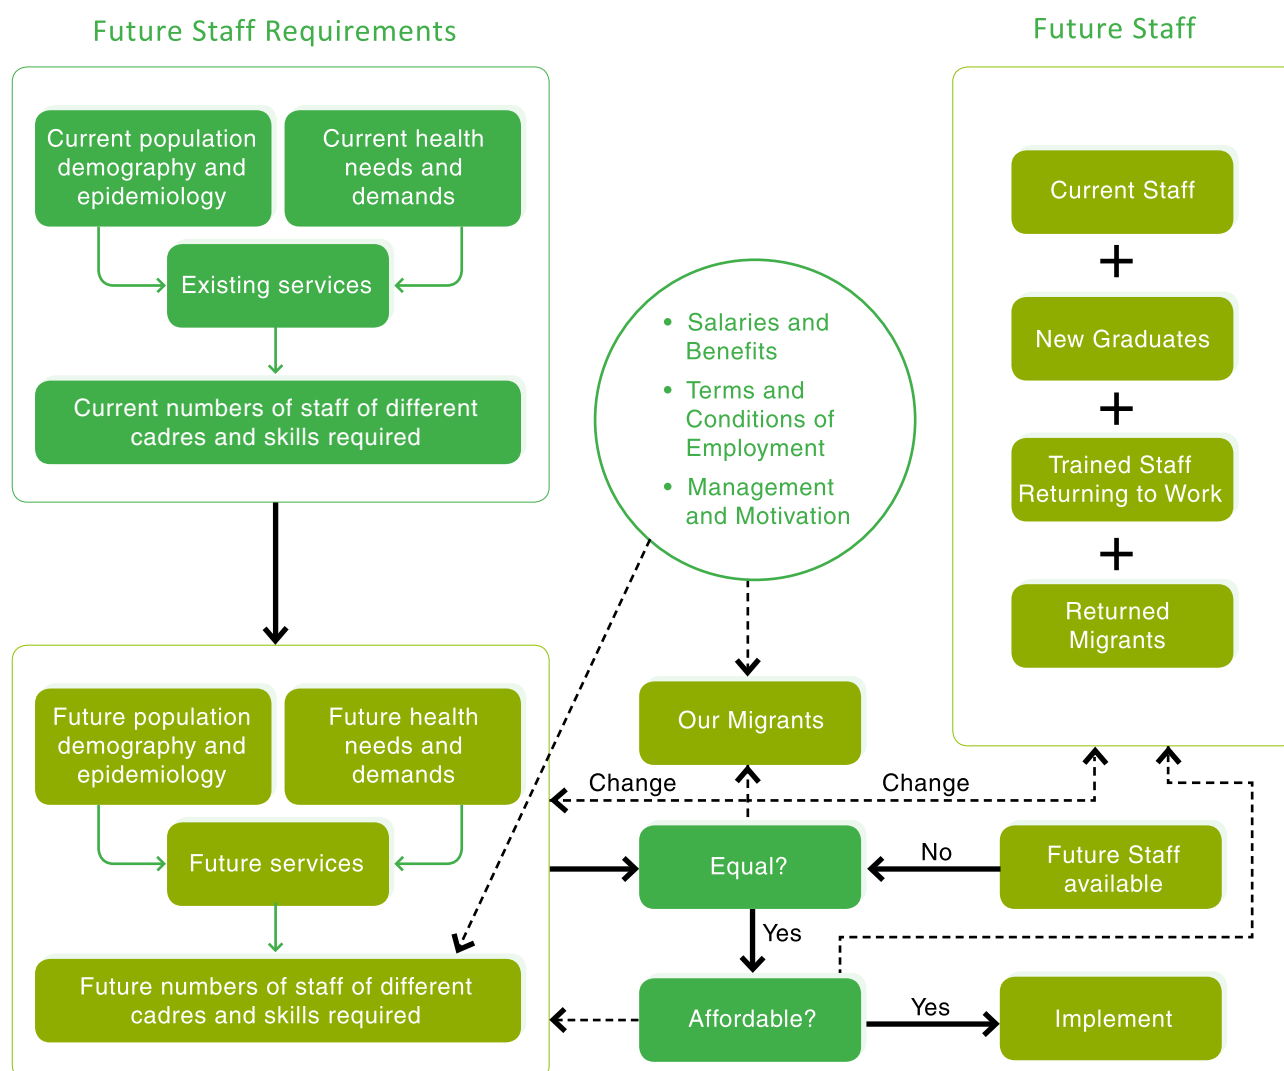 Future Staff Requirements
Current population
demography and
epidemiology
Current health
needs and
demands
Existing services
Current numbers of staff of different
cadres and skills required
Future population
demography and
epidemiology
Future health
needs and
demands
Future services
Future numbers of staff of different
cadres and skills required
• Salaries and
Benefits
• Terms and
Conditions of
Employment
• Management
and Motivation
Our Migrants
Change
Change
Equal?
No
Yes
Affordable?
Yes
Future Staff
Current Staff
+
New Graduates
+
Trained Staff
Returning to Work
+
Returned
Migrants
Future Staff
available
Implement